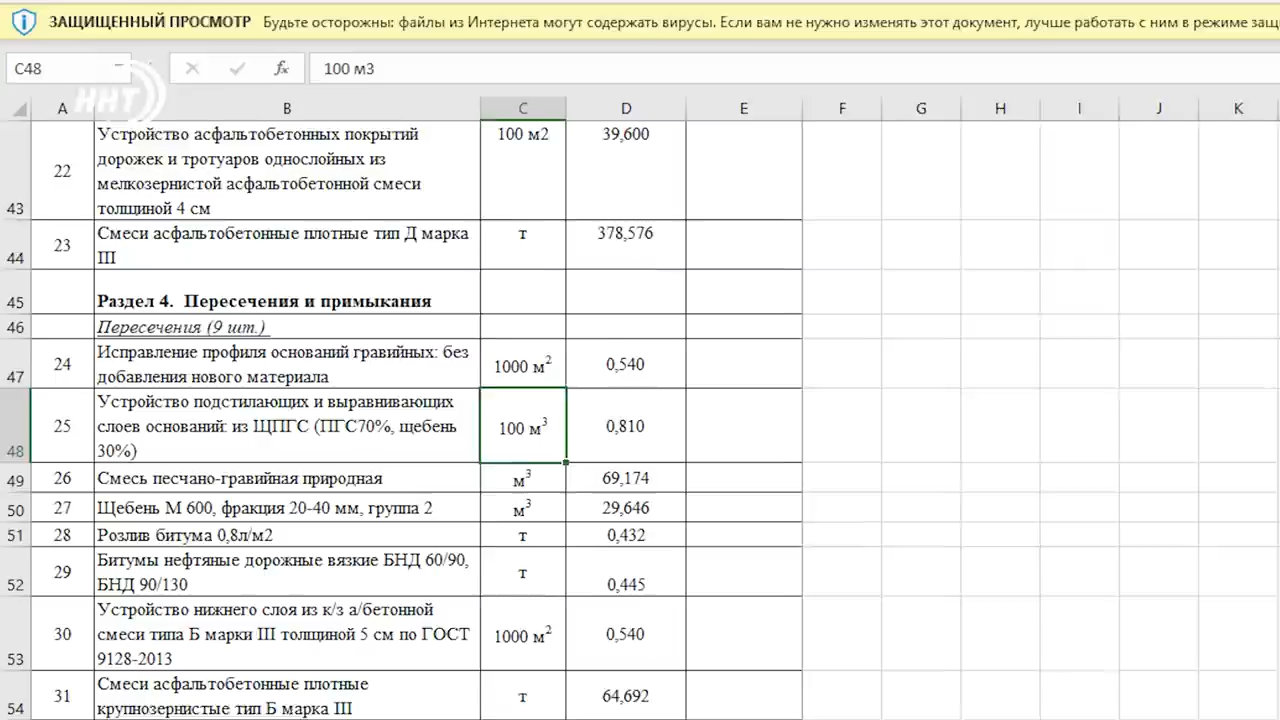 ЗАЩИЩЕННЫЙ ПРОСМОТР Будьте осторожны: файлы из Интернета могут содержать вирусы. Если вам не нужно изменять этот документ, лучше работать с ним в режиме защи
C48 fx 100 м3
ННТ
A B C D E F G H I J K
43 22 Устройство асфальтобетонных покрытий 100 м2 39,600
дорожек и тротуаров однослойных из
мелкозернистой асфальтобетонной смеси
толщиной 4 см
44 23 Смеси асфальтобетонные плотные тип Д марка т 378,576
III
45 Раздел 4. Пересечения и примыкания
46 Пересечения (9 шт.)
47 24 Исправление профиля оснований гравийных: без 1000 м² 0,540
добавления нового материала
48 25 Устройство подстилающих и выравнивающих 100 м³ 0,810
слоев оснований: из ЩПГС (ПГС70%, щебень
30%)
49 26 Смесь песчано-гравийная природная м³ 69,174
50 27 Щебень М 600, фракция 20-40 мм, группа 2 м³ 29,646
51 28 Розлив битума 0,8л/м2 т 0,432
52 29 Битумы нефтяные дорожные вязкие БНД 60/90, т 0,445
БНД 90/130
53 30 Устройство нижнего слоя из к/з а/бетонной 1000 м² 0,540
смеси типа Б марки III толщиной 5 см по ГОСТ
9128-2013
54 31 Смеси асфальтобетонные плотные т 64,692
крупнозернистые тип Б марка III